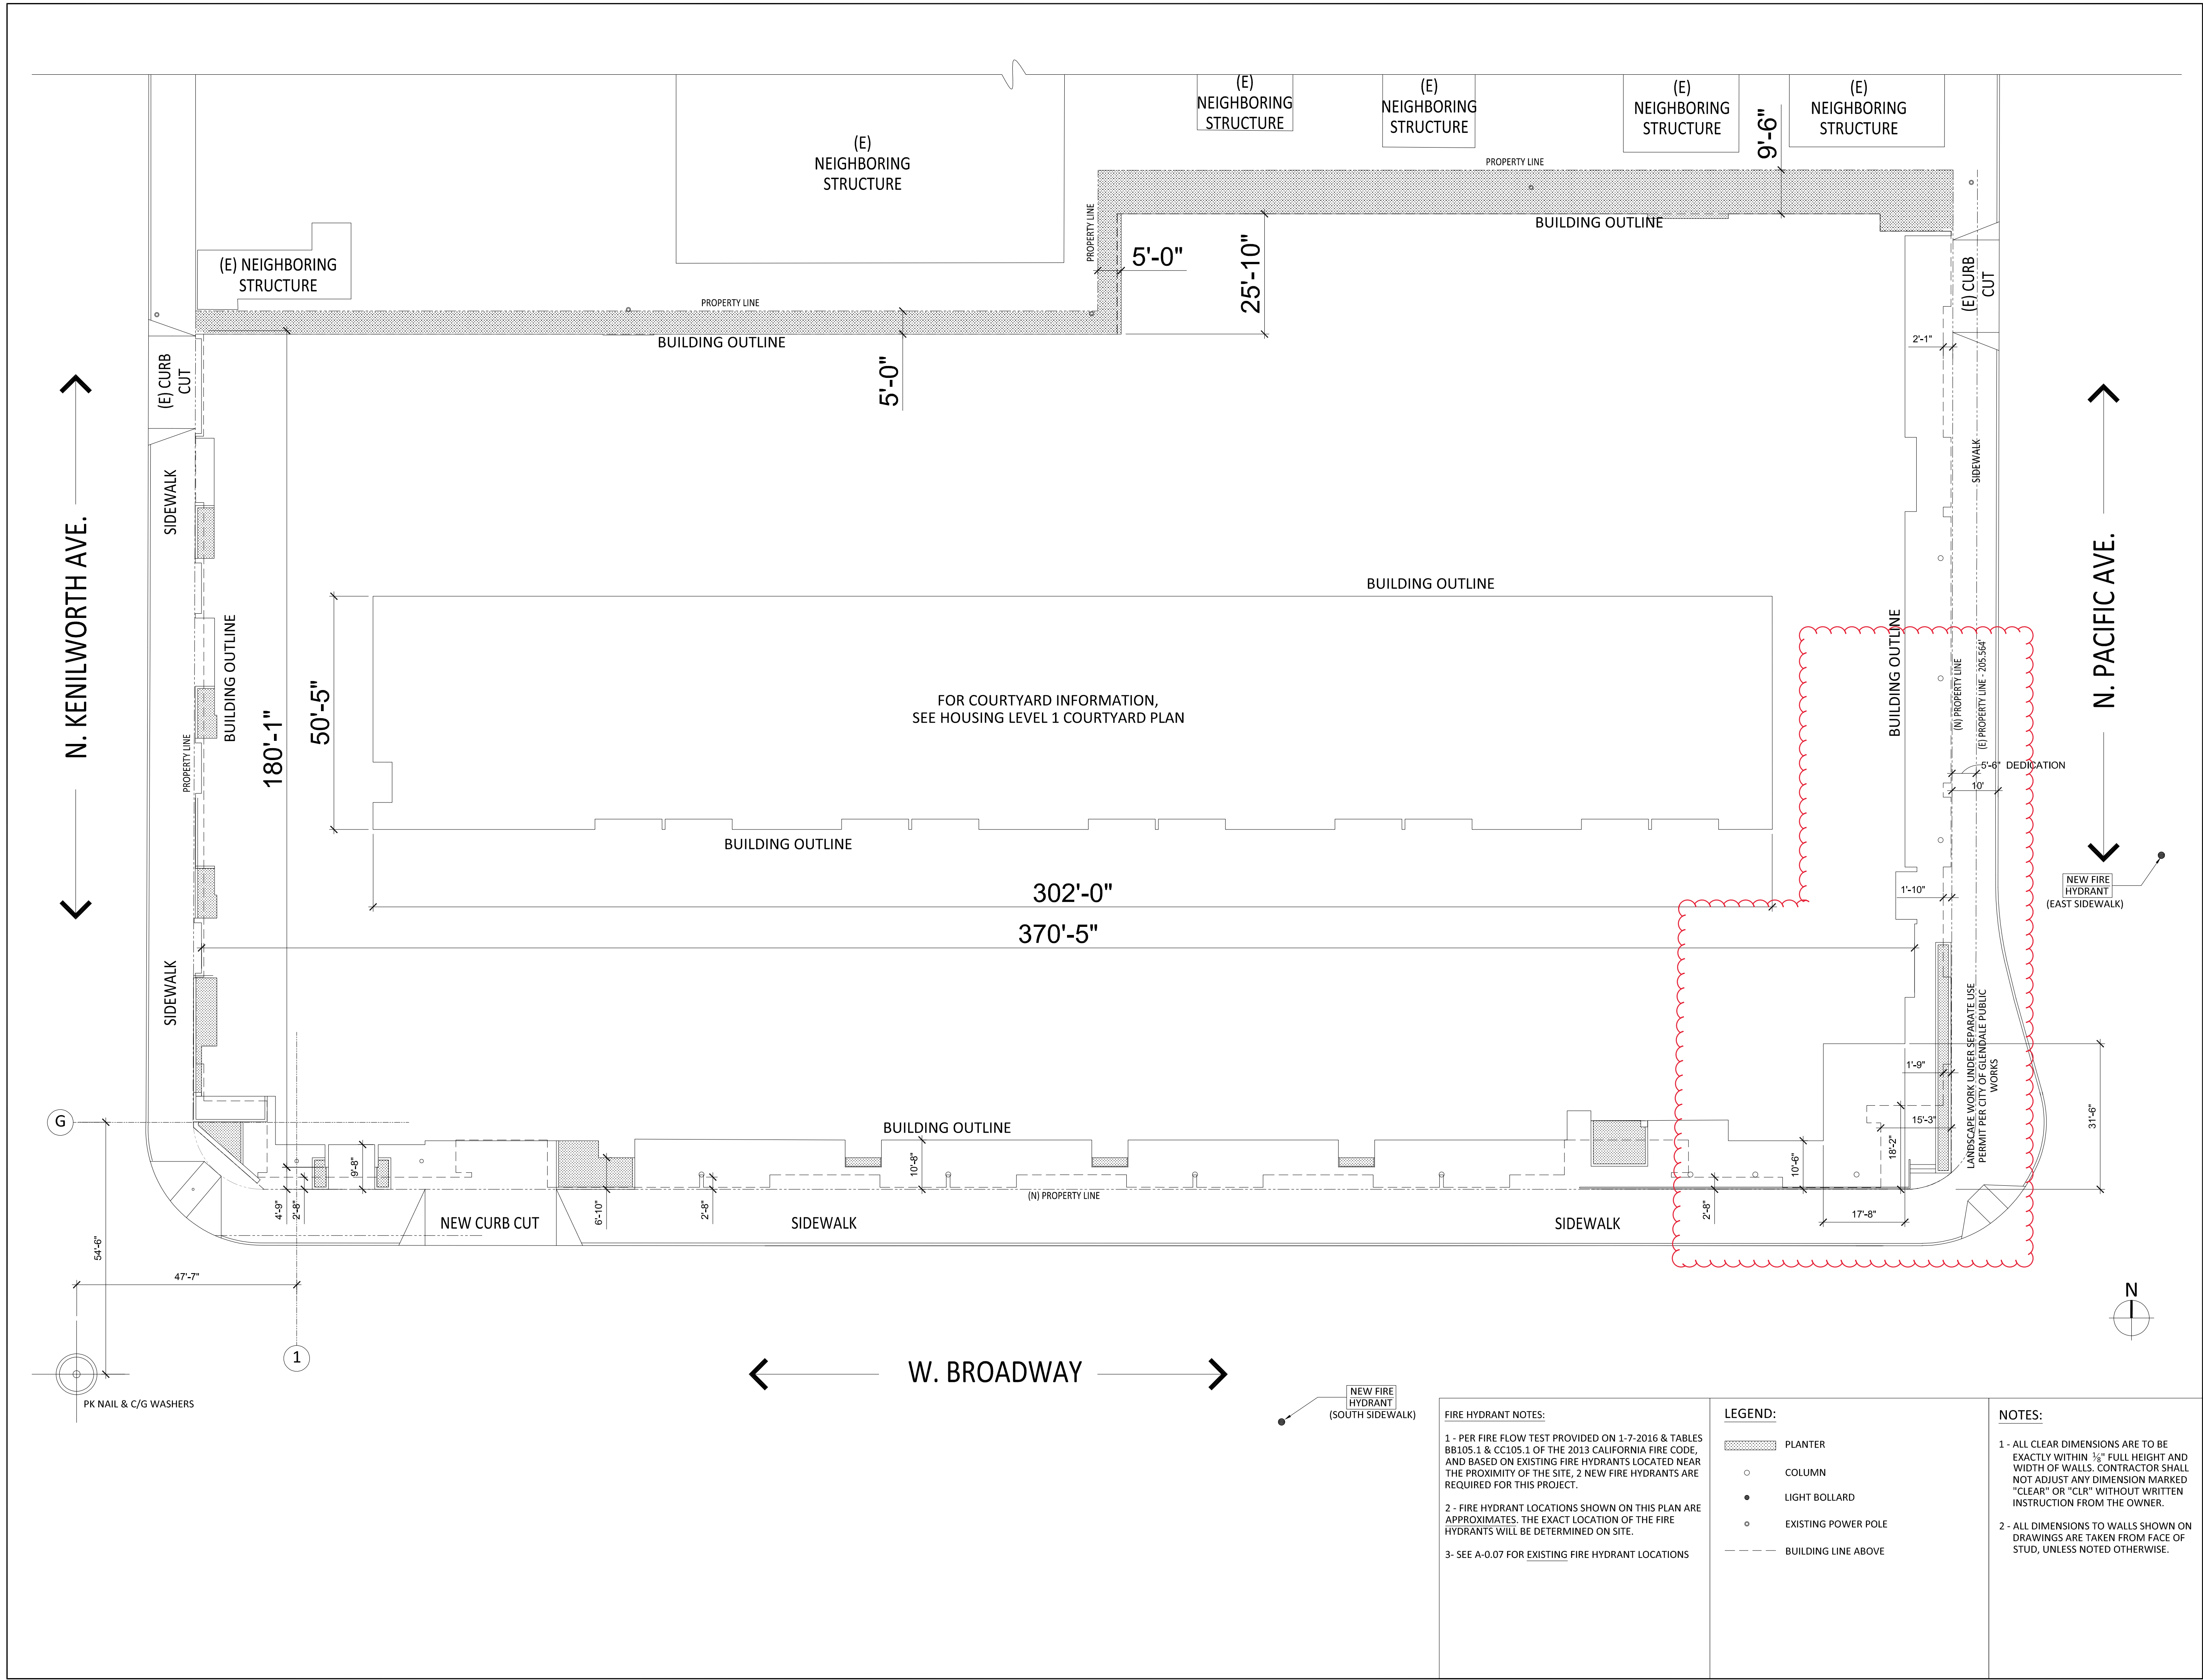 (E)
NEIGHBORING
STRUCTURE
(E)
NEIGHBORING
STRUCTURE
(E)
NEIGHBORING
STRUCTURE
(E)
NEIGHBORING
STRUCTURE
(E)
NEIGHBORING
STRUCTURE
9'-6"
PROPERTY LINE
PROPERTY LINE
BUILDING OUTLINE
5'-0"
25'-10"
(E) NEIGHBORING
STRUCTURE
PROPERTY LINE
BUILDING OUTLINE
5'-0"
(E) CURB
CUT
(E) CURB
CUT
2'-1"
SIDEWALK
SIDEWALK
N. KENILWORTH AVE.
N. PACIFIC AVE.
BUILDING OUTLINE
BUILDING OUTLINE
PROPERTY LINE
180'-1"
50'-5"
FOR COURTYARD INFORMATION,
SEE HOUSING LEVEL 1 COURTYARD PLAN
BUILDING OUTLINE
BUILDING OUTLINE
(N) PROPERTY LINE
(E) PROPERTY LINE - 205.564'
5'-6" DEDICATION
10'
302'-0"
370'-5"
1'-10"
NEW FIRE
HYDRANT
(EAST SIDEWALK)
SIDEWALK
LANDSCAPE WORK UNDER SEPARATE USE
PERMIT PER CITY OF GLENDALE PUBLIC
WORKS
1'-9"
15'-3"
18'-2"
31'-6"
G
BUILDING OUTLINE
9'-8"
10'-8"
10'-6"
4'-9"
2'-8"
6'-10"
2'-8"
2'-8"
17'-8"
(N) PROPERTY LINE
NEW CURB CUT
SIDEWALK
SIDEWALK
54'-6"
47'-7"
1
PK NAIL & C/G WASHERS
W. BROADWAY
N
NEW FIRE
HYDRANT
(SOUTH SIDEWALK)
FIRE HYDRANT NOTES:
1 - PER FIRE FLOW TEST PROVIDED ON 1-7-2016 & TABLES
BB105.1 & CC105.1 OF THE 2013 CALIFORNIA FIRE CODE,
AND BASED ON EXISTING FIRE HYDRANTS LOCATED NEAR
THE PROXIMITY OF THE SITE, 2 NEW FIRE HYDRANTS ARE
REQUIRED FOR THIS PROJECT.
2 - FIRE HYDRANT LOCATIONS SHOWN ON THIS PLAN ARE
APPROXIMATES. THE EXACT LOCATION OF THE FIRE
HYDRANTS WILL BE DETERMINED ON SITE.
3- SEE A-0.07 FOR EXISTING FIRE HYDRANT LOCATIONS
LEGEND:
PLANTER
COLUMN
LIGHT BOLLARD
EXISTING POWER POLE
BUILDING LINE ABOVE
NOTES:
1 - ALL CLEAR DIMENSIONS ARE TO BE
EXACTLY WITHIN ⅛" FULL HEIGHT AND
WIDTH OF WALLS. CONTRACTOR SHALL
NOT ADJUST ANY DIMENSION MARKED
"CLEAR" OR "CLR" WITHOUT WRITTEN
INSTRUCTION FROM THE OWNER.
2 - ALL DIMENSIONS TO WALLS SHOWN ON
DRAWINGS ARE TAKEN FROM FACE OF
STUD, UNLESS NOTED OTHERWISE.